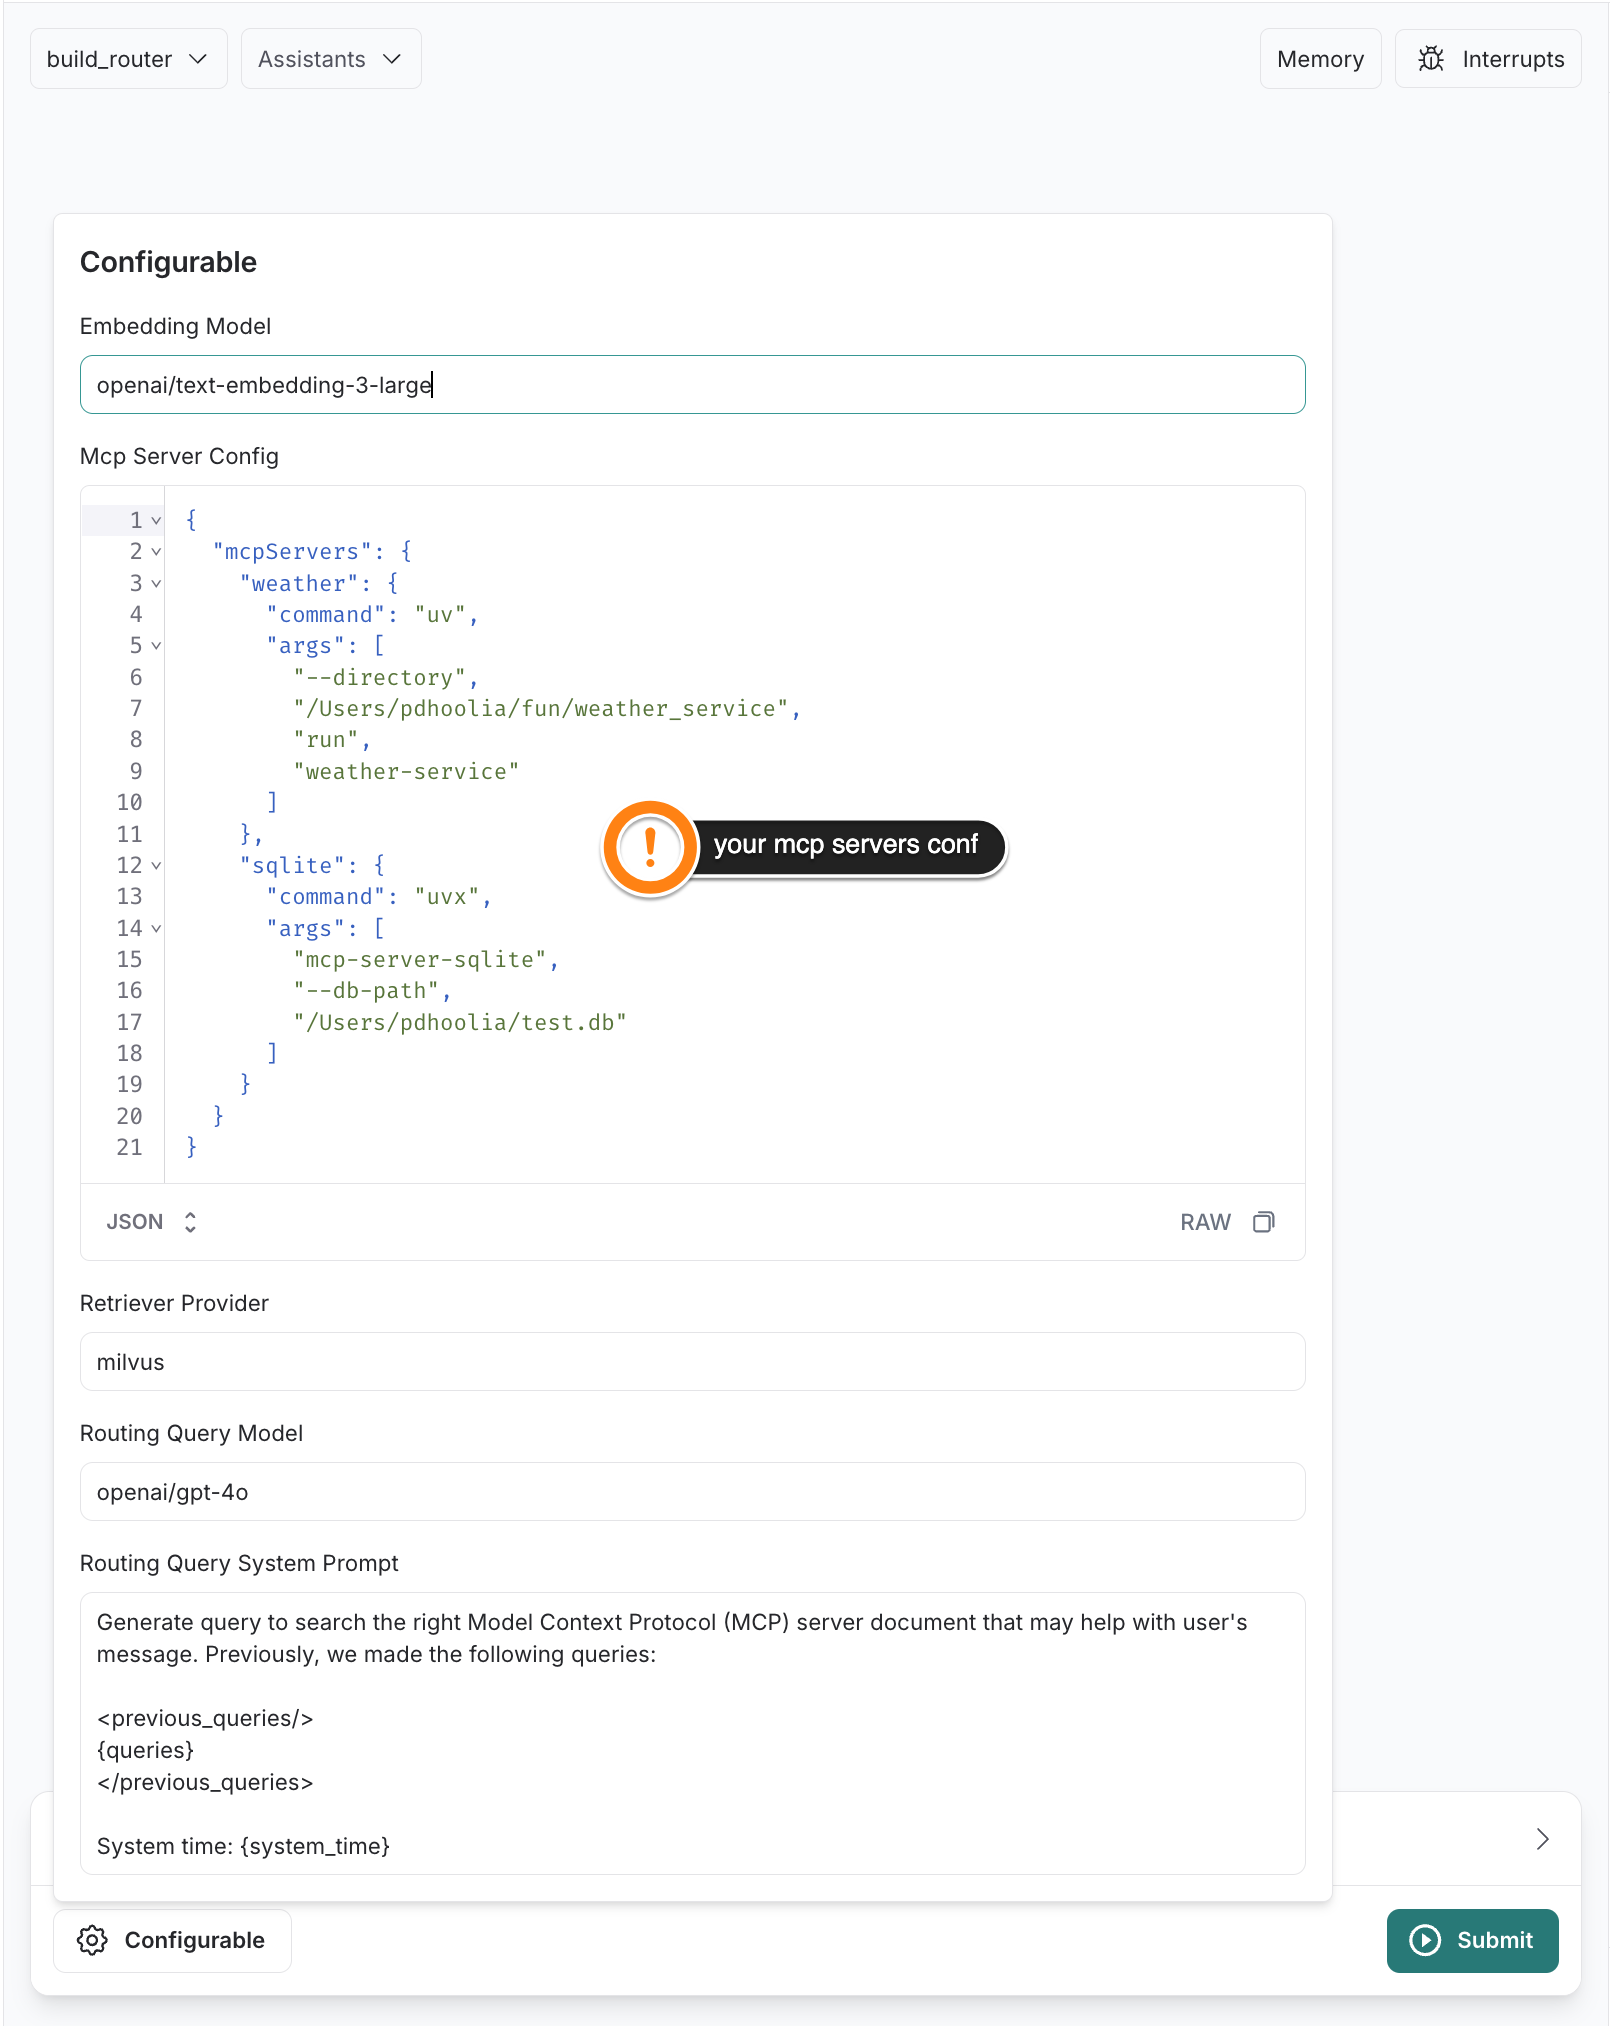 build_router
Assistants
Memory
Interrupts
Configurable
Embedding Model
openai/text-embedding-3-large
Mcp Server Config
1 {
2 "mcpServers": {
3 "weather": {
4 "command": "uv",
5 "args": [
6 "--directory",
7 "/Users/pdhoolia/fun/weather_service",
8 "run",
9 "weather-service"
10 ]
11 },
12 "sqlite": {
13 "command": "uvx",
14 "args": [
15 "mcp-server-sqlite",
16 "--db-path",
17 "/Users/pdhoolia/test.db"
18 ]
19 }
20 }
21 }
your mcp servers conf
JSON
RAW
Retriever Provider
milvus
Routing Query Model
openai/gpt-4o
Routing Query System Prompt
Generate query to search the right Model Context Protocol (MCP) server document that may help with user's
message. Previously, we made the following queries:
<previous_queries/>
{queries}
</previous_queries>
System time: {system_time}
Configurable
Submit